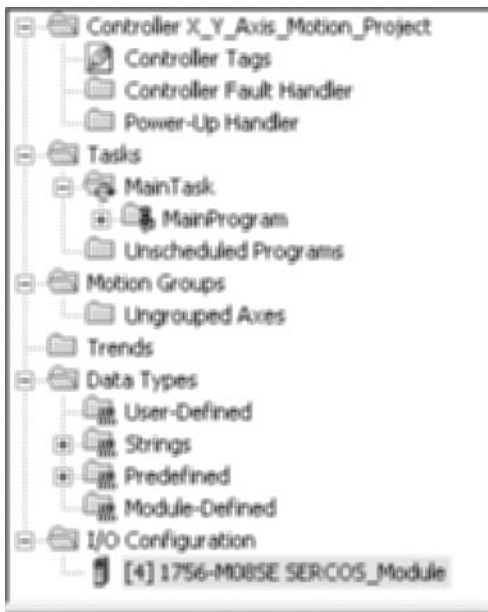 Controller X_Y_Axis_Motion_Project
Controller Tags
Controller Fault Handler
Power-Up Handler
Tasks
MainTask
MainProgram
Unscheduled Programs
Motion Groups
Ungrouped Axes
Trends
Data Types
User-Defined
Strings
Predefined
Module-Defined
I/O Configuration
[4] 1756-M08SE SERCOS_Module